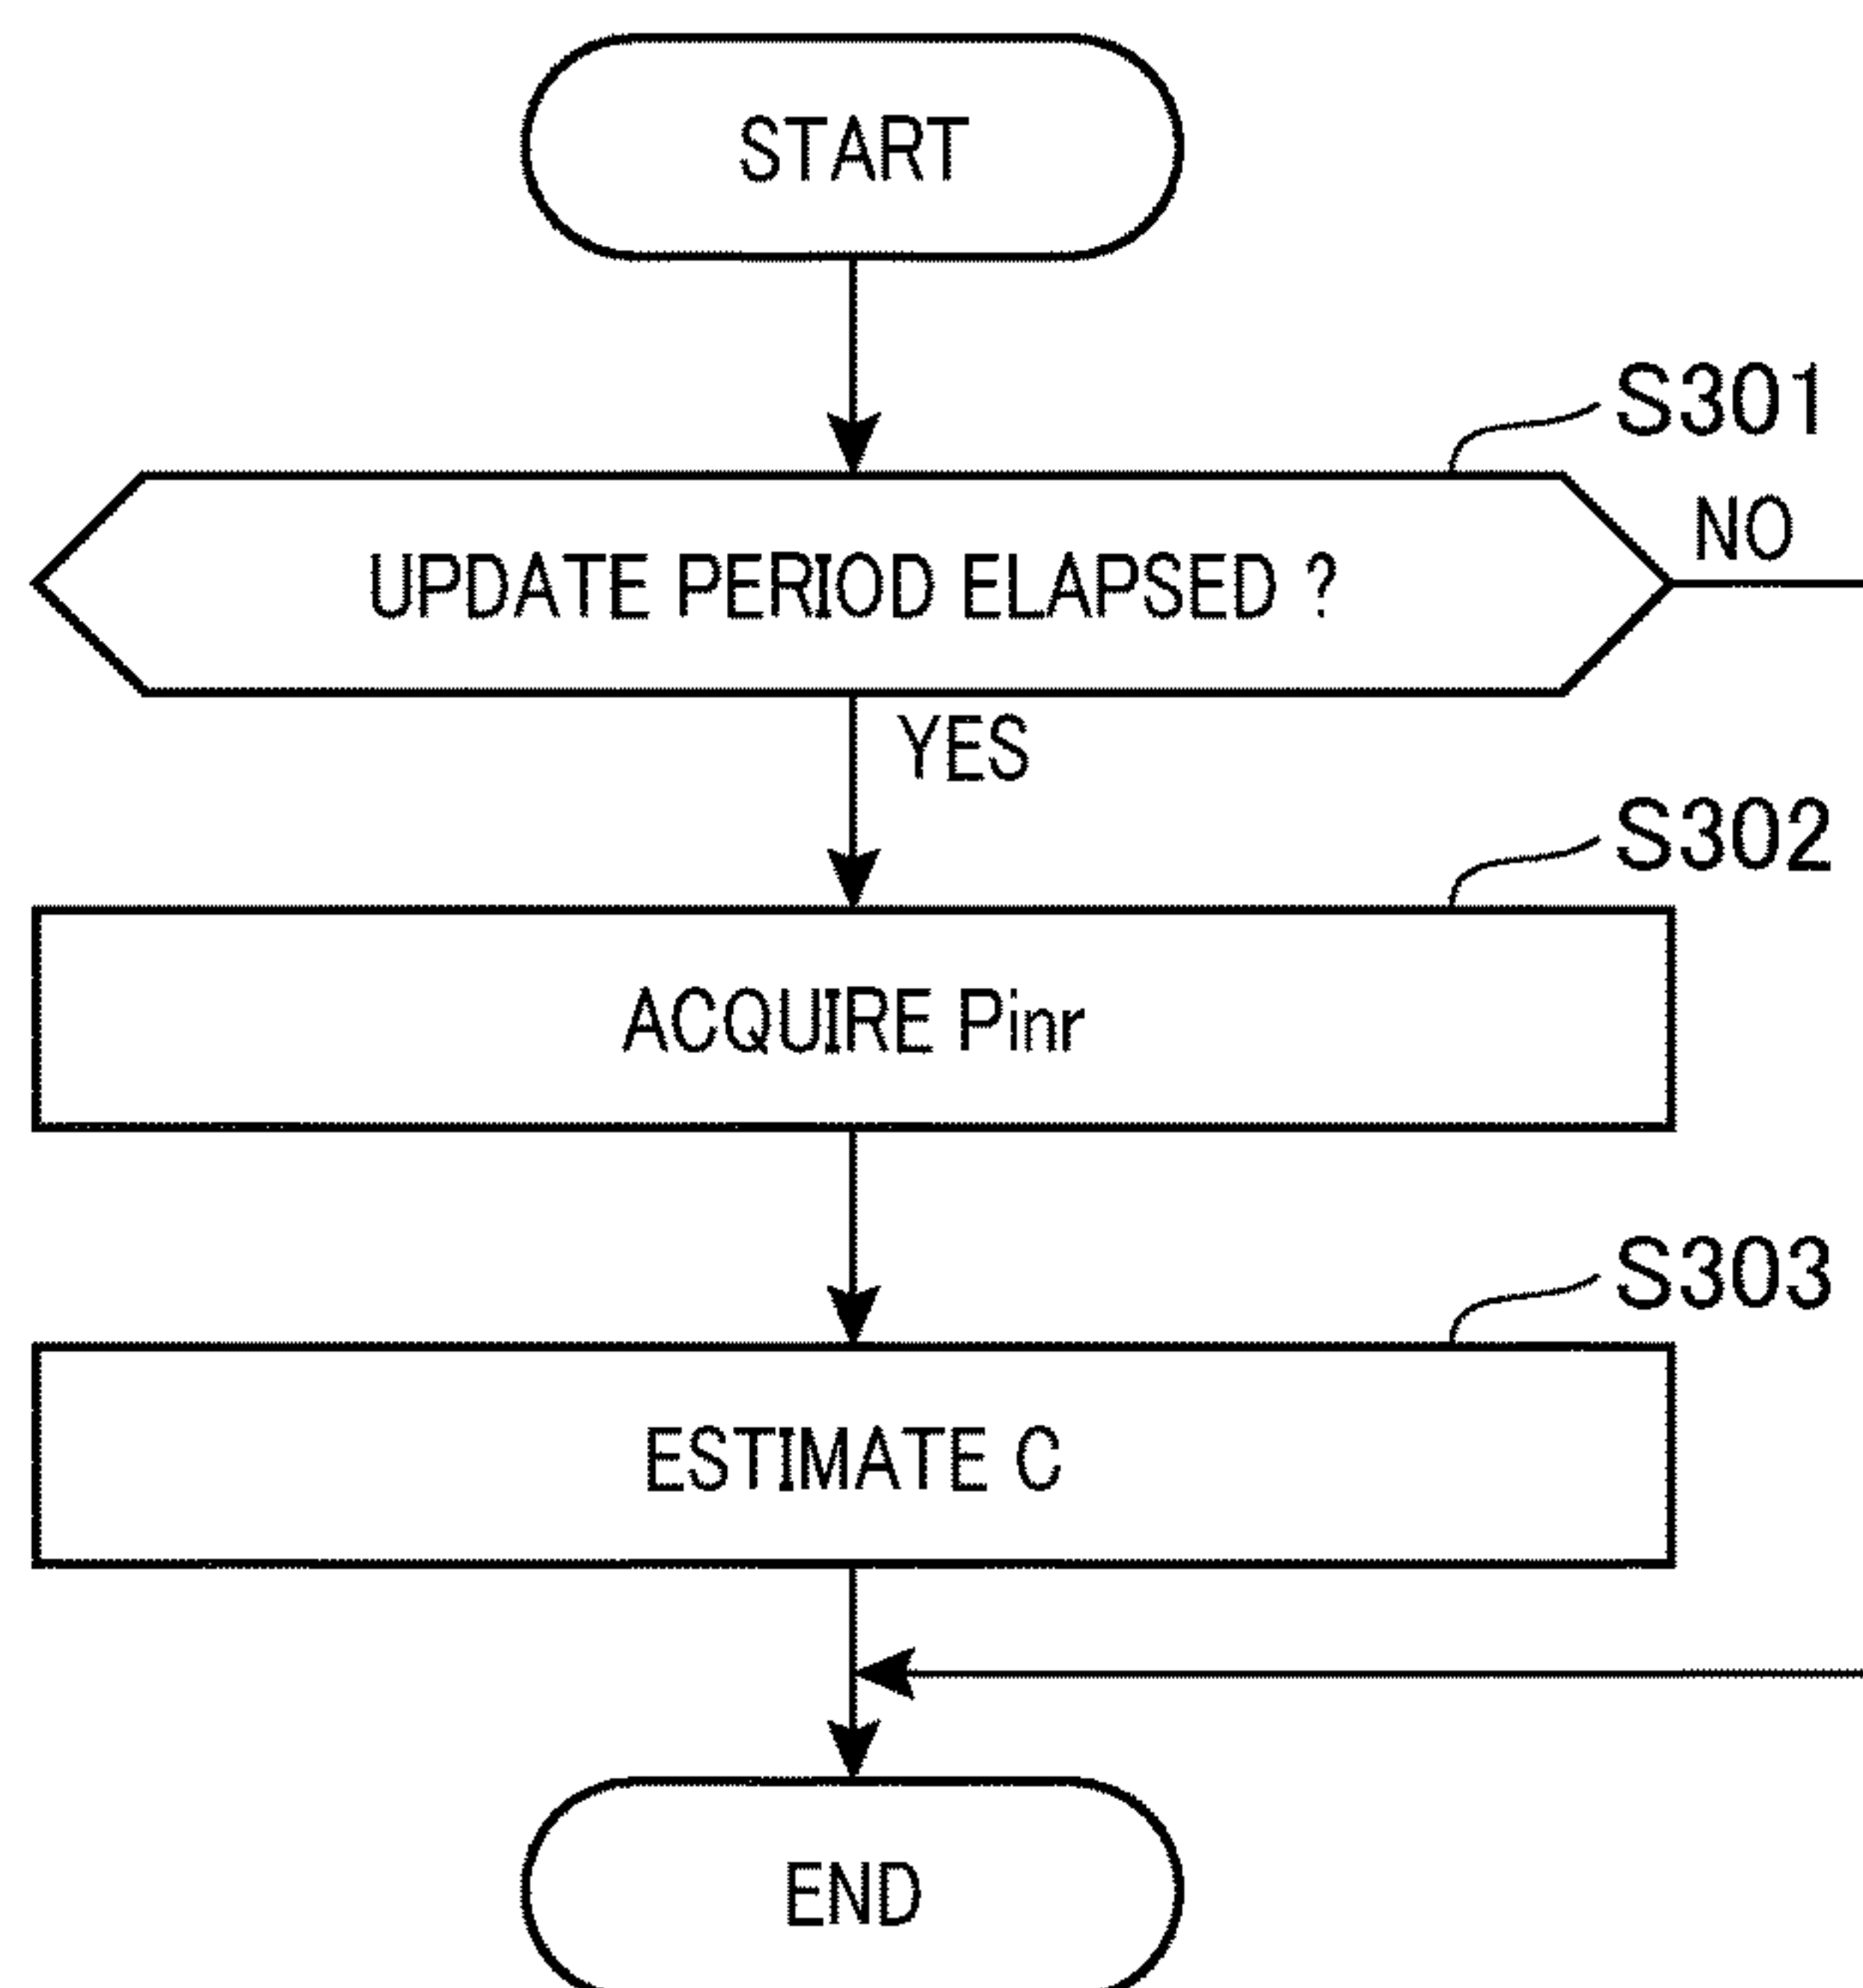 START
S301
NO
UPDATE PERIOD ELAPSED ?
YES
S302
ACQUIRE Pinr
S303
ESTIMATE C
END